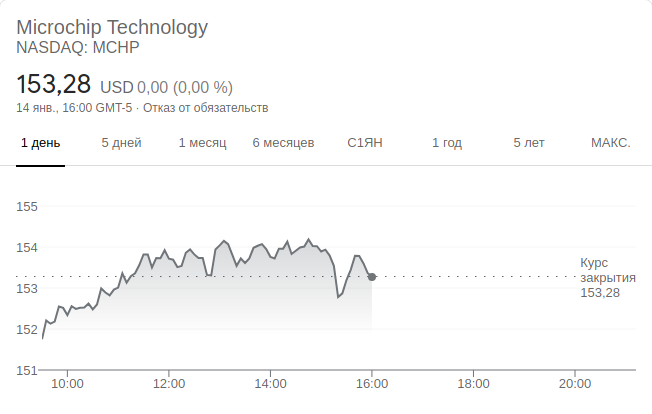 Microchip Technology
NASDAQ: MCHP
153,28 USD 0,00 (0,00 %)
14 янв., 16:00 GMT-5 · Отказ от обязательств
1 день 5 дней 1 месяц 6 месяцев С1ЯН 1 год 5 лет МАКС.
155
154
Курс
закрытия
153,28
153
152
151
10:00 12:00 14:00 16:00 18:00 20:00